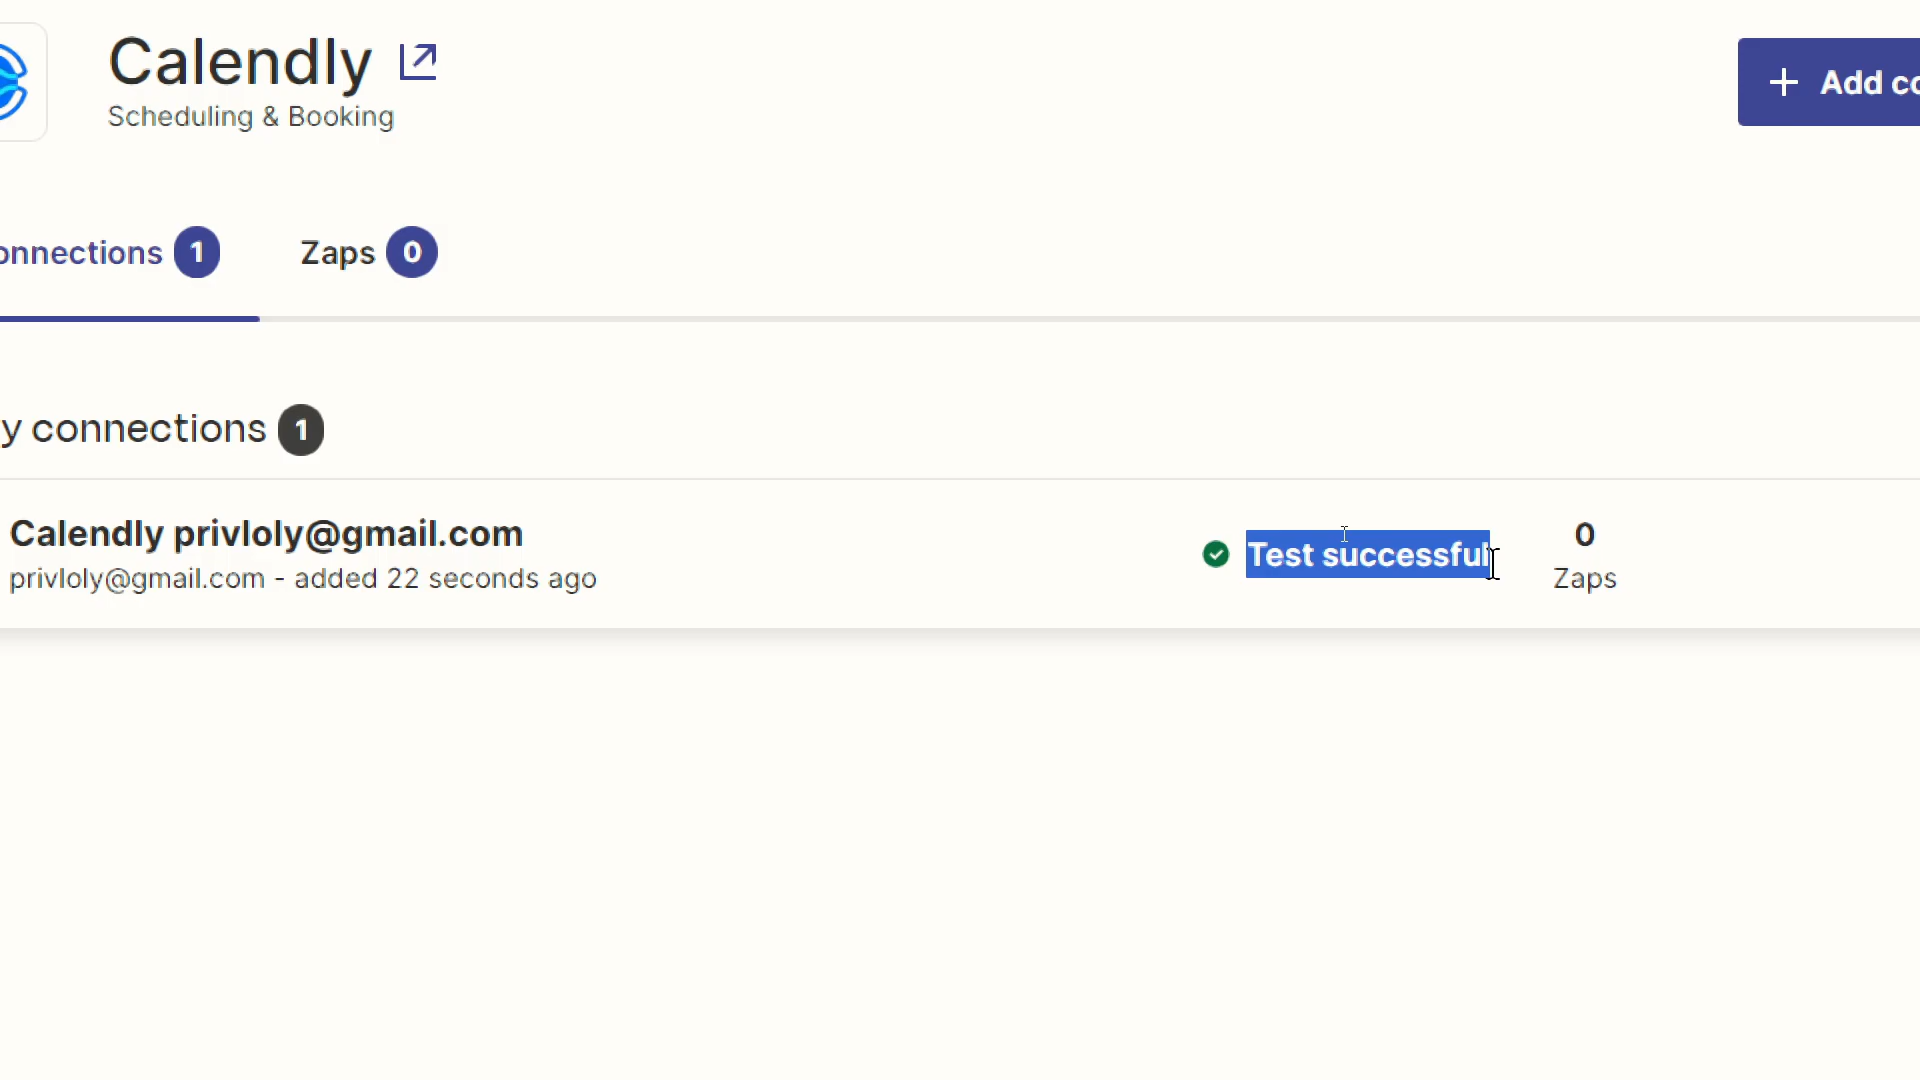 Calendly
Scheduling & Booking
Add co
onnections 1
Zaps 0
y connections 1
Calendly privloly@gmail.com
privloly@gmail.com - added 22 seconds ago
Test successful
0
Zaps